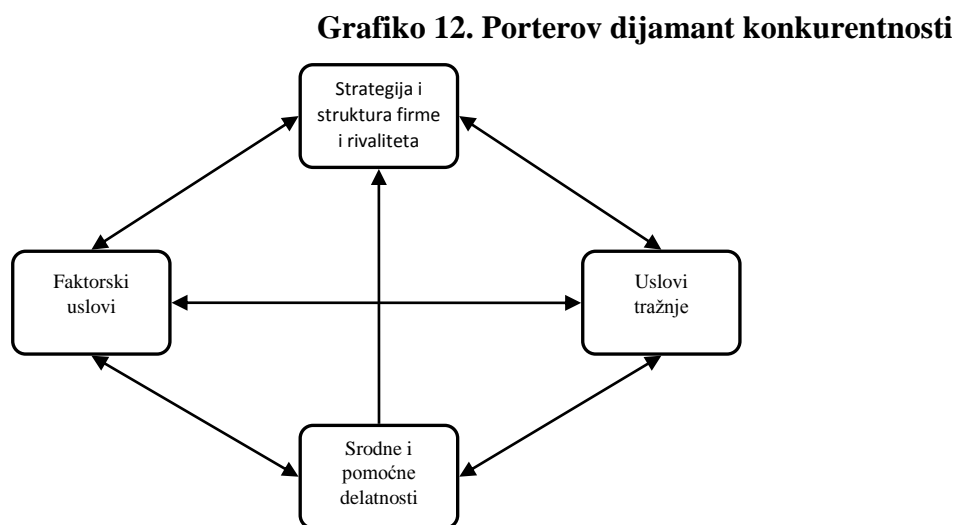 Grafiko 12. Porterov dijamant konkurentnosti
Strategija i
struktura firme
i rivaliteta
Faktorski
uslovi
Uslovi
tražnje
Srodne i
pomoćne
delatnosti